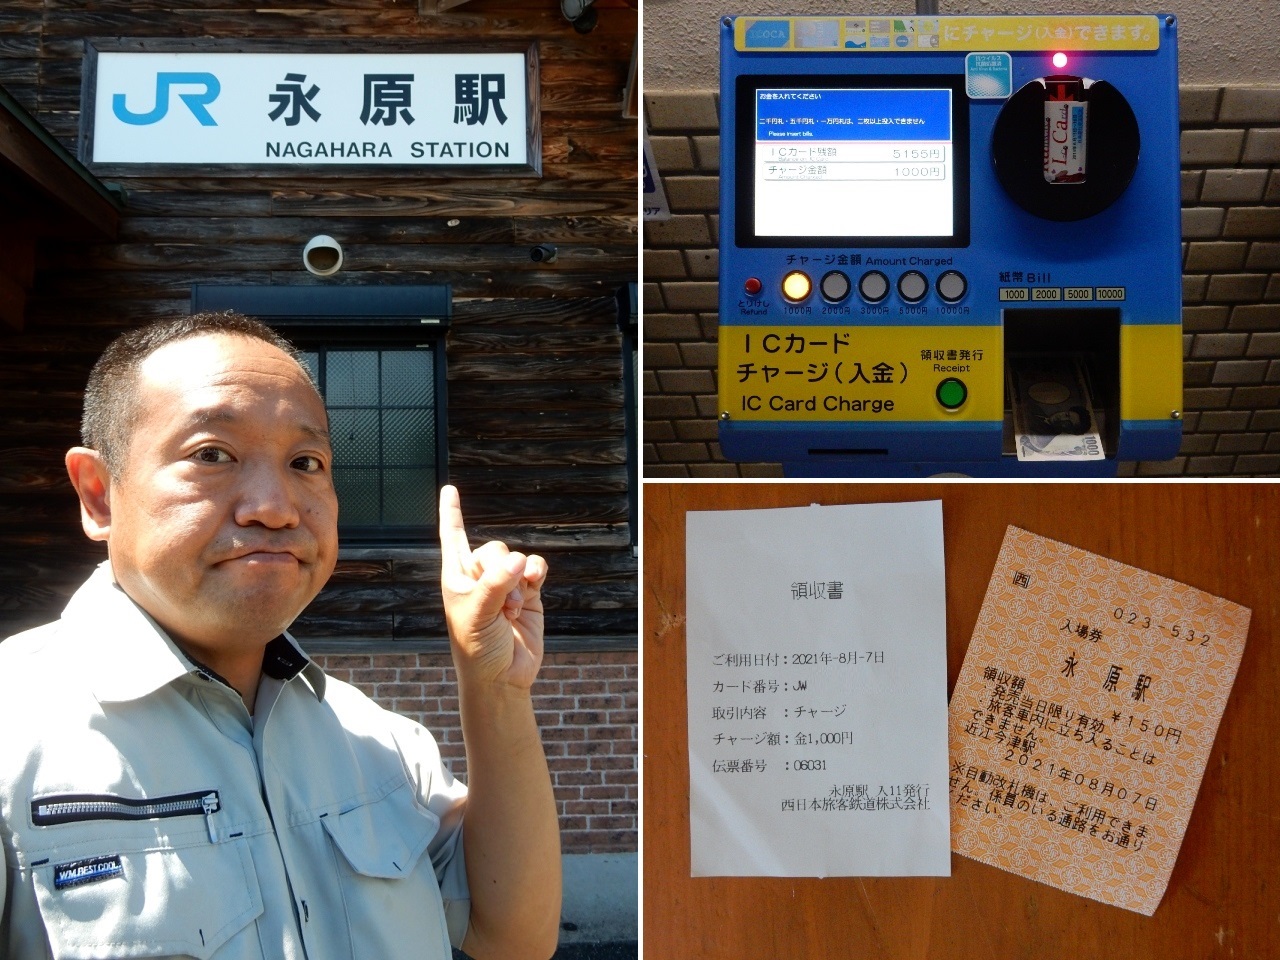 JR 永原駅
NAGAHARA STATION
W.M.BEST COOL
ICOCA
にチャージ(入金)できます。
抗ウイルス
お金を入れてください
二千円札・五千円札・一万円札は、二枚以上投入できません
Please insert bills.
ICカード残額 5155円
チャージ金額 1000円
Amount Charged
チャージ金額 Amount Charged
とりけし
Refund
1000円 2000円 3000円 5000円 10000円
紙幣 Bill
1000 2000 5000 10000
ICカード
チャージ(入金)
IC Card Charge
領収書発行
Receipt
LaCa
1000
領収書
ご利用日付:2021年-8月-7日
カード番号:JW
取引内容 :チャージ
チャージ額:金1,000円
伝票番号 :06031
永原駅 入11発行
西日本旅客鉄道株式会社
西
023-532
入場券
永原駅
領収額 ¥150円
発売当日限り有効
旅客車内に立ち入ることは
できません。
近江今津駅
2021年08月07日
※自動改札機は、ご利用できま
せん。係員のいる通路をお通り
ください。